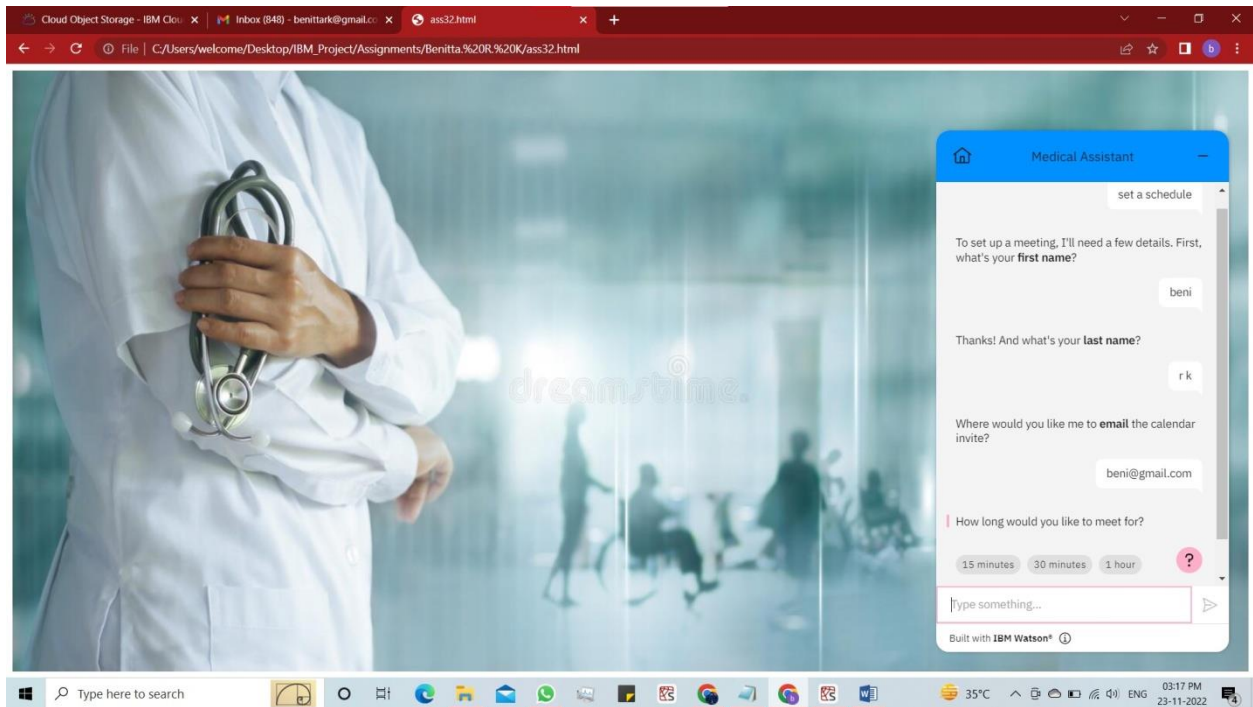 Cloud Object Storage - IBM Clou
Inbox (848) - benittark@gmail.co
ass32.html
File | C:/Users/welcome/Desktop/IBM_Project/Assignments/Benitta.%20R.%20K/ass32.html
b
dreamstime.
Medical Assistant
set a schedule
To set up a meeting, I'll need a few details. First,
what's your first name?
beni
Thanks! And what's your last name?
r k
Where would you like me to email the calendar
invite?
beni@gmail.com
How long would you like to meet for?
15 minutes 30 minutes 1 hour
?
Type something...
Built with IBM Watson®
Type here to search
35°C
ENG
03:17 PM
23-11-2022
4